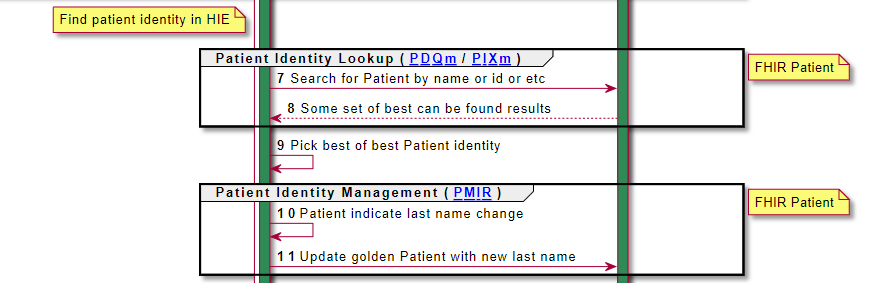 Find patient identity in HIE
Patient Identity Lookup ( PDQm / PIXm )
FHIR Patient
7 Search for Patient by name or id or etc
8 Some set of best can be found results
9 Pick best of best Patient identity
Patient Identity Management ( PMIR )
FHIR Patient
10 Patient indicate last name change
11 Update golden Patient with new last name